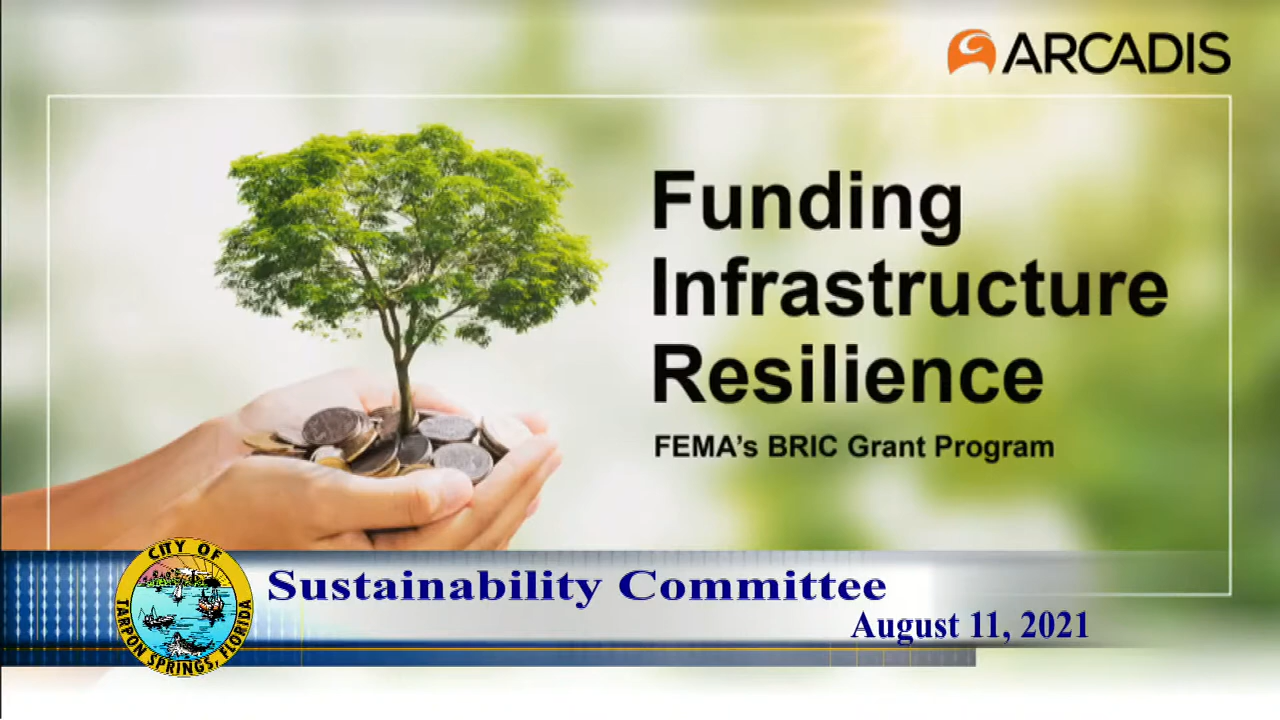 ARCADIS
Funding
Infrastructure
Resilience
FEMA's BRIC Grant Program
CITY OF
TARPON SPRINGS, FLORIDA
Sustainability Committee
August 11, 2021